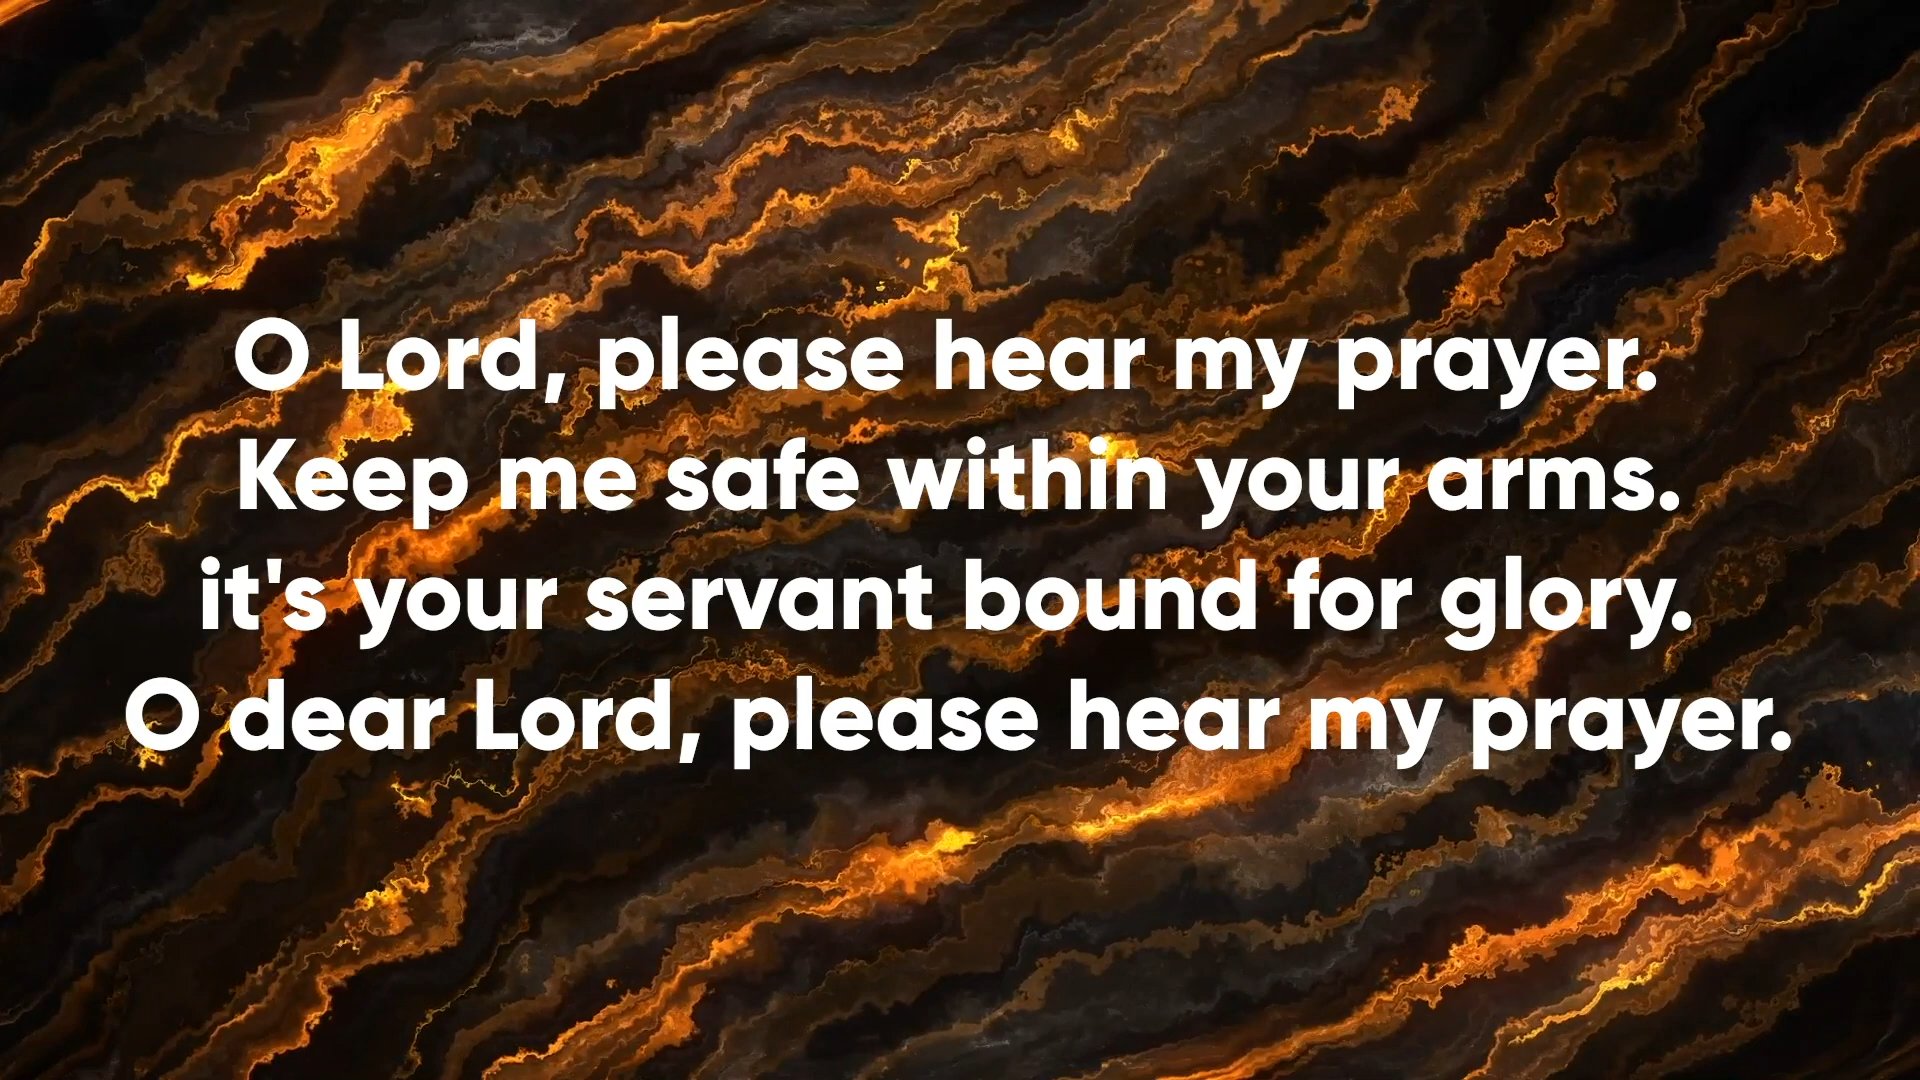 O Lord, please hear my prayer.
Keep me safe within your arms.
it's your servant bound for glory.
O dear Lord, please hear my prayer.